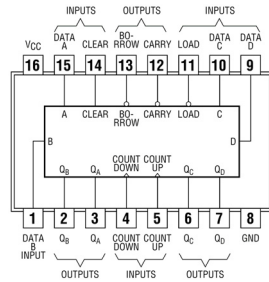 INPUTS OUTPUTS INPUTS
VCC DATA A CLEAR BO-RROW CARRY LOAD DATA C DATA D
16 15 14 13 12 11 10 9
A CLEAR BO-RROW CARRY LOAD C
B D
QB QA COUNT DOWN COUNT UP QC QD
1 2 3 4 5 6 7 8
DATA B INPUT QB QA COUNT DOWN COUNT UP QC QD GND
OUTPUTS INPUTS OUTPUTS